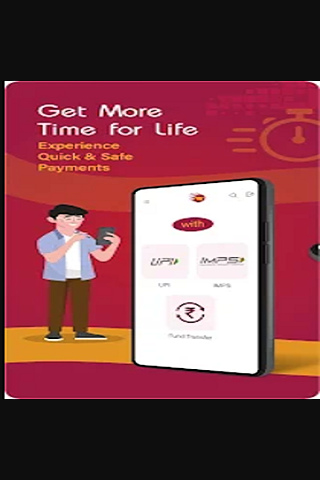 Get More
Time for Life
Experience
Quick & Safe
Payments
with
UPI
IMPS
UPI
IMPS
Fund Transfer